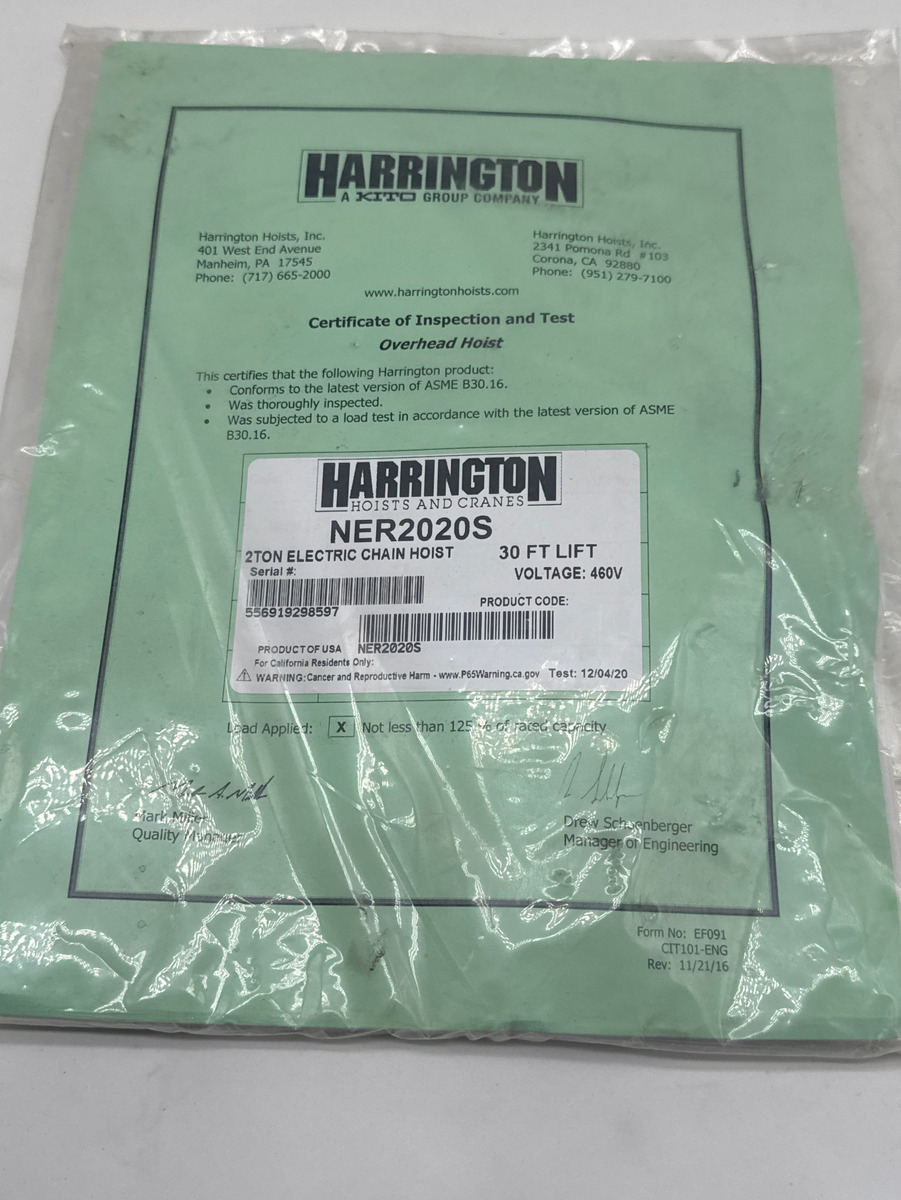 HARRINGTON
A KITO GROUP COMPANY
Harrington Hoists, Inc.
401 West End Avenue
Manheim, PA 17545
Phone: (717) 665-2000
Harrington Hoists, Inc.
2341 Pomona Rd #103
Corona, CA 92880
Phone: (951) 279-7100
www.harringtonhoists.com
Certificate of Inspection and Test
Overhead Hoist
This certifies that the following Harrington product:
• Conforms to the latest version of ASME B30.16.
• Was thoroughly inspected.
• Was subjected to a load test in accordance with the latest version of ASME
B30.16.
HARRINGTON
HOISTS AND CRANES
NER2020S
2TON ELECTRIC CHAIN HOIST 30 FT LIFT
Serial #: VOLTAGE: 460V
556919298597
PRODUCT CODE:
PRODUCT OF USA NER2020S
For California Residents Only:
⚠ WARNING: Cancer and Reproductive Harm - www.P65Warning.ca.gov Test: 12/04/20
Load Applied: X Not less than 125 % of rated capacity
Mark
Quality Manager
Drew Schoenberger
Manager of Engineering
Form No: EF091
CIT101-ENG
Rev: 11/21/16